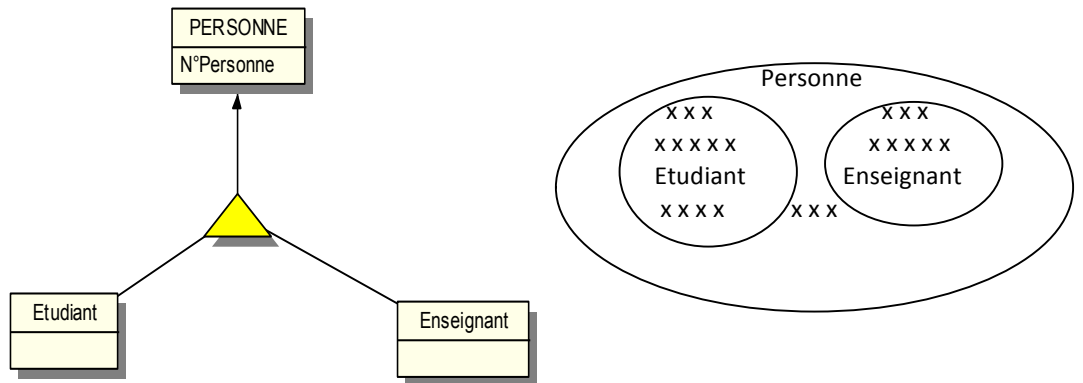 PERSONNE
N°Personne
Etudiant
Enseignant
Personne
x x x
x x x
x x x x x
x x x x x
Etudiant
Enseignant
x x x x
x x x